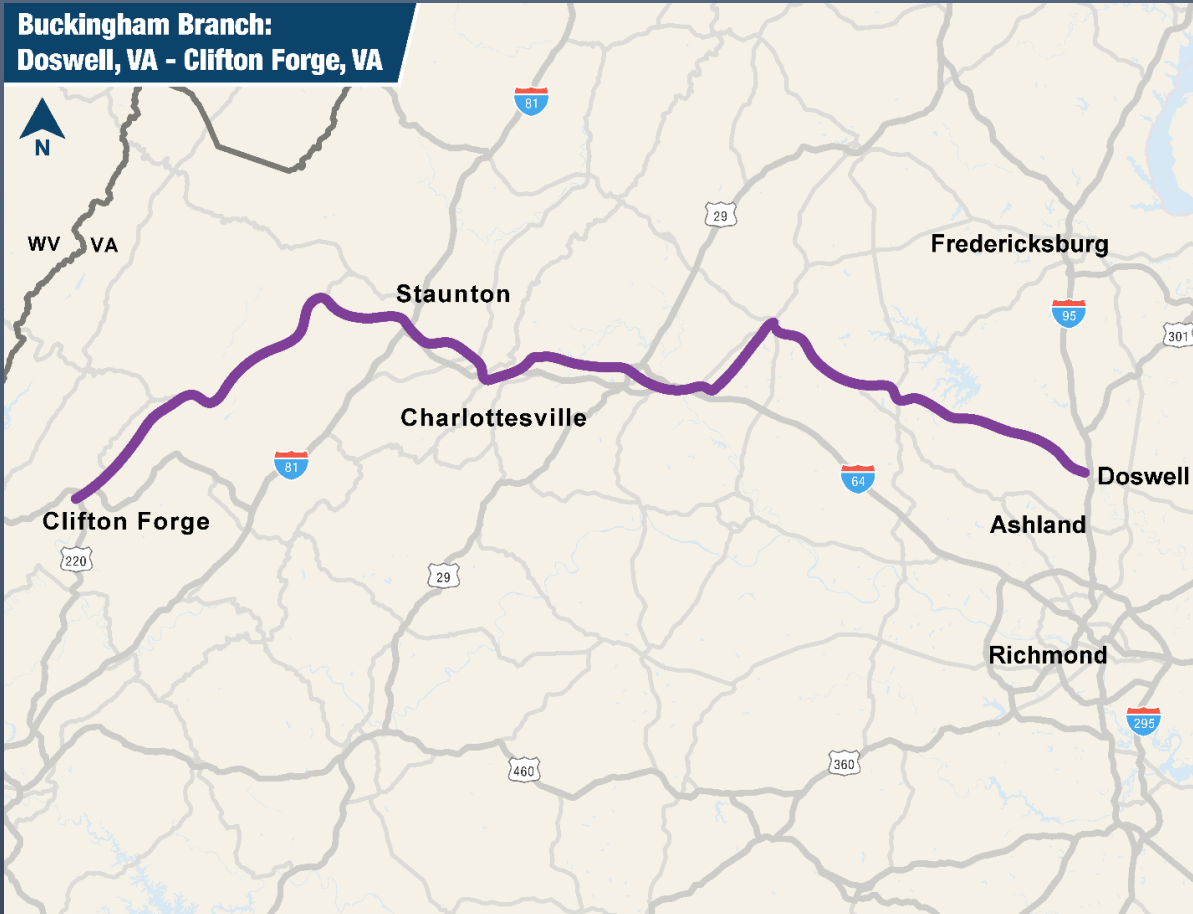 Buckingham Branch:
Doswell, VA - Clifton Forge, VA
N
81
29
WV
VA
Fredericksburg
Staunton
95
301
Charlottesville
81
64
Doswell
Clifton Forge
Ashland
220
29
Richmond
295
460
360